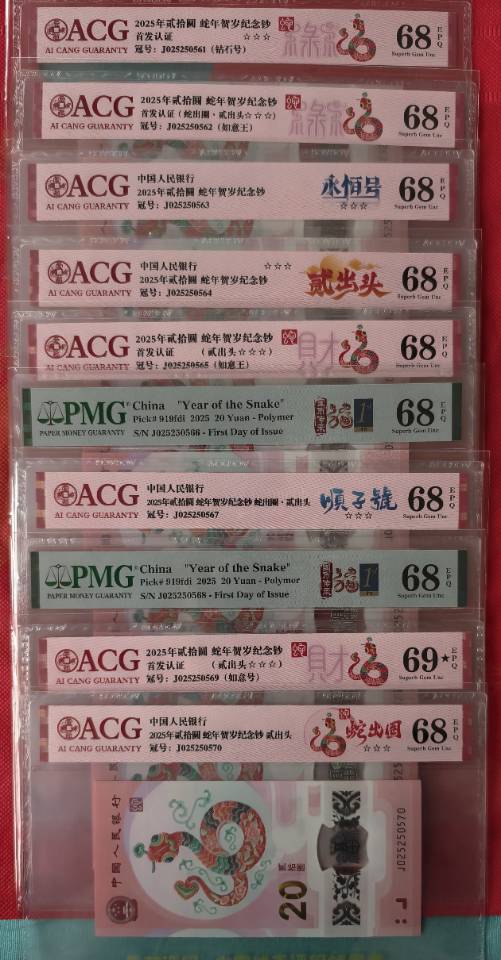 ACG
AI CANG GUARANTY
2025年贰拾圓 蛇年贺岁纪念钞
首发认证 ☆☆☆
冠号：J025250561（钻石号）
68 EPQ
Superb Gem Unc
ACG
AI CANG GUARANTY
2025年贰拾圓 蛇年贺岁纪念钞
首发认证（蛇出圈·贰出头☆☆☆）
冠号：J025250562（如意王）
68 EPQ
Superb Gem Unc
ACG
AI CANG GUARANTY
中国人民银行
2025年贰拾圓 蛇年贺岁纪念钞
冠号：J025250563
永恒号
☆☆☆
68 EPQ
Superb Gem Unc
ACG
AI CANG GUARANTY
中国人民银行 ☆☆☆
2025年贰拾圓 蛇年贺岁纪念钞
冠号：J025250564
贰出头
68 EPQ
Superb Gem Unc
ACG
AI CANG GUARANTY
2025年贰拾圓 蛇年贺岁纪念钞
首发认证 （贰出头☆☆☆）
冠号：J025250565（如意王）
財
68 EPQ
Superb Gem Unc
PMG
PAPER MONEY GUARANTY
China "Year of the Snake"
Pick# 919fdi 2025 20 Yuan - Polymer
S/N J025250566 - First Day of Issue
68 EPQ
Superb Gem Unc
ACG
AI CANG GUARANTY
中国人民银行
2025年贰拾圓 蛇年贺岁纪念钞 蛇出圈·贰出头
冠号：J025250567
順子號
68 EPQ
Superb Gem Unc
PMG
PAPER MONEY GUARANTY
China "Year of the Snake"
Pick# 919fdi 2025 20 Yuan - Polymer
S/N J025250568 - First Day of Issue
68 EPQ
Superb Gem Unc
ACG
AI CANG GUARANTY
2025年贰拾圓 蛇年贺岁纪念钞
首发认证 （贰出头☆☆☆）
冠号：J025250569（如意号）
財
69★ EPQ
Superb Gem Unc
ACG
AI CANG GUARANTY
中国人民银行
2025年贰拾圓 蛇年贺岁纪念钞 贰出头
冠号：J025250570
蛇出圈
☆☆☆
68 EPQ
Superb Gem Unc
中国人民银行
20
贰拾圓
J025250570